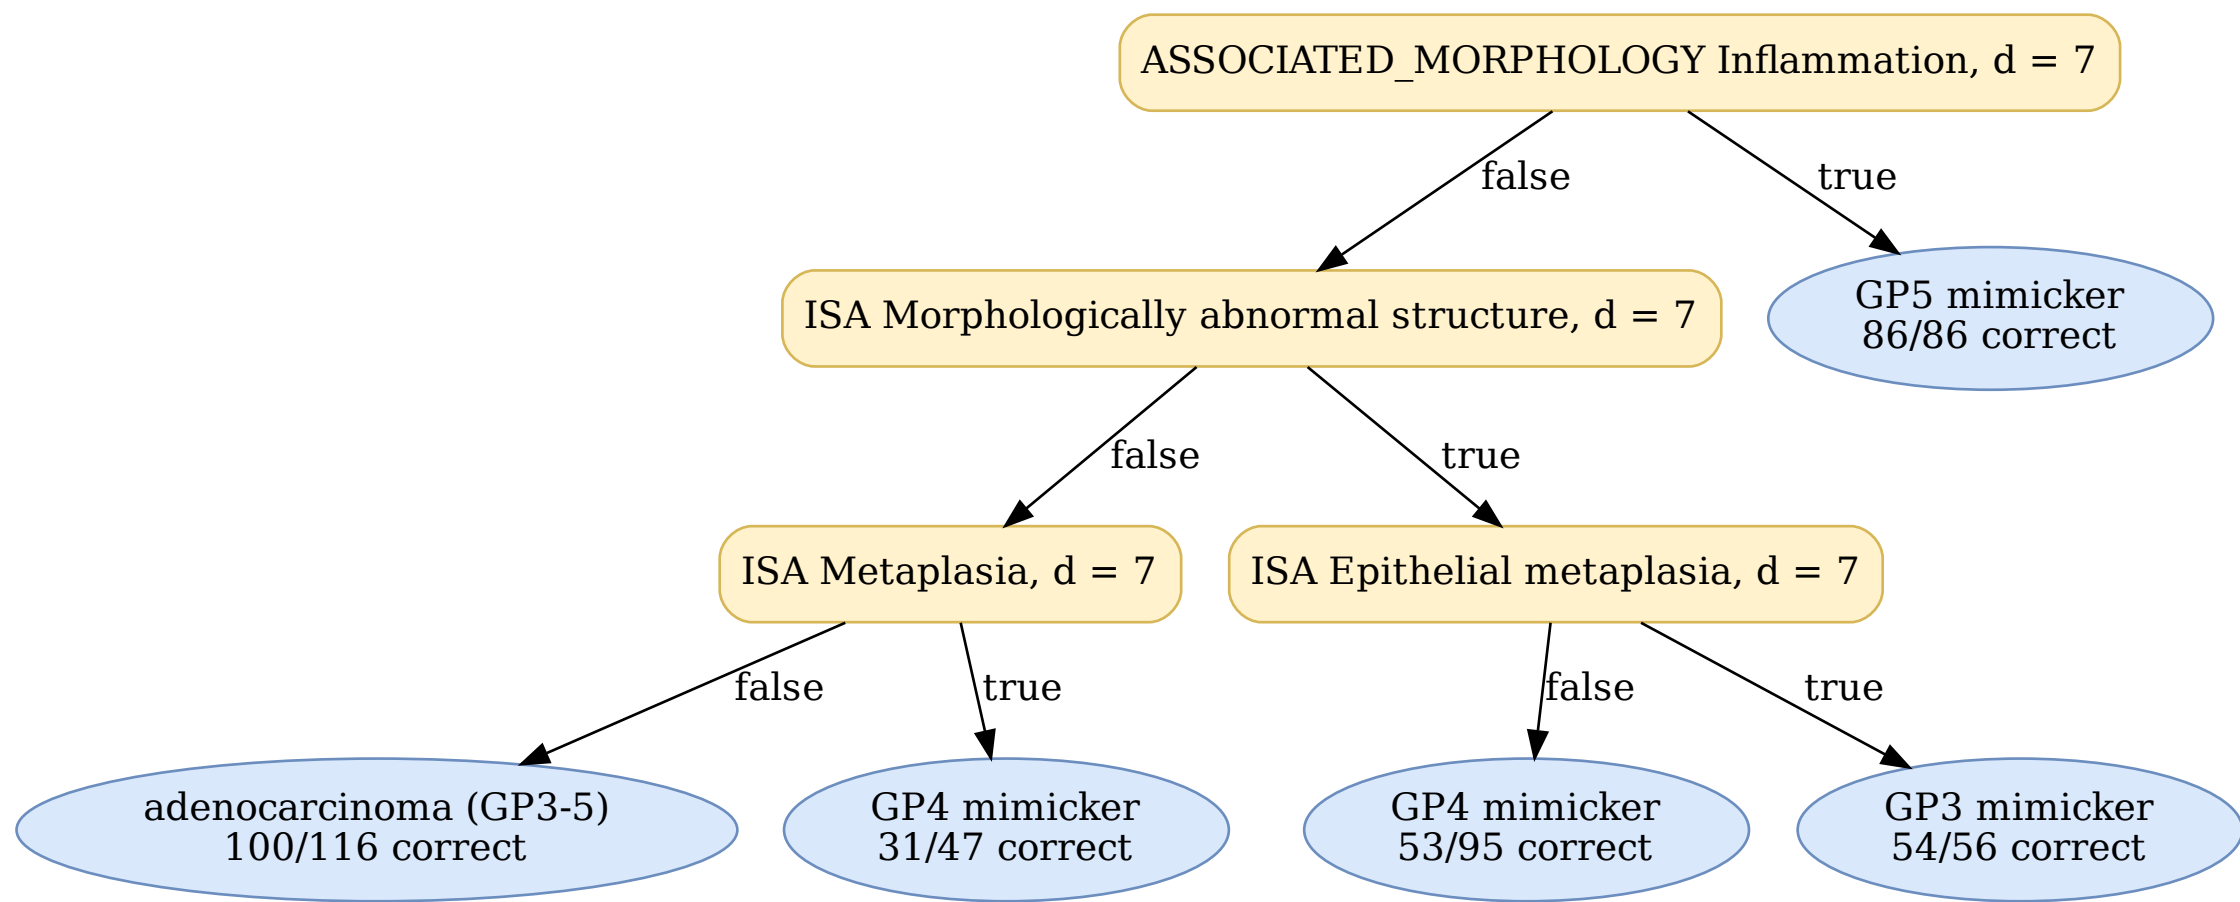 ASSOCIATED_MORPHOLOGY Inflammation, d = 7
false
true
ISA Morphologically abnormal structure, d = 7
GP5 mimicker
86/86 correct
false
true
ISA Metaplasia, d = 7
ISA Epithelial metaplasia, d = 7
false
true
false
true
adenocarcinoma (GP3-5)
100/116 correct
GP4 mimicker
31/47 correct
GP4 mimicker
53/95 correct
GP3 mimicker
54/56 correct